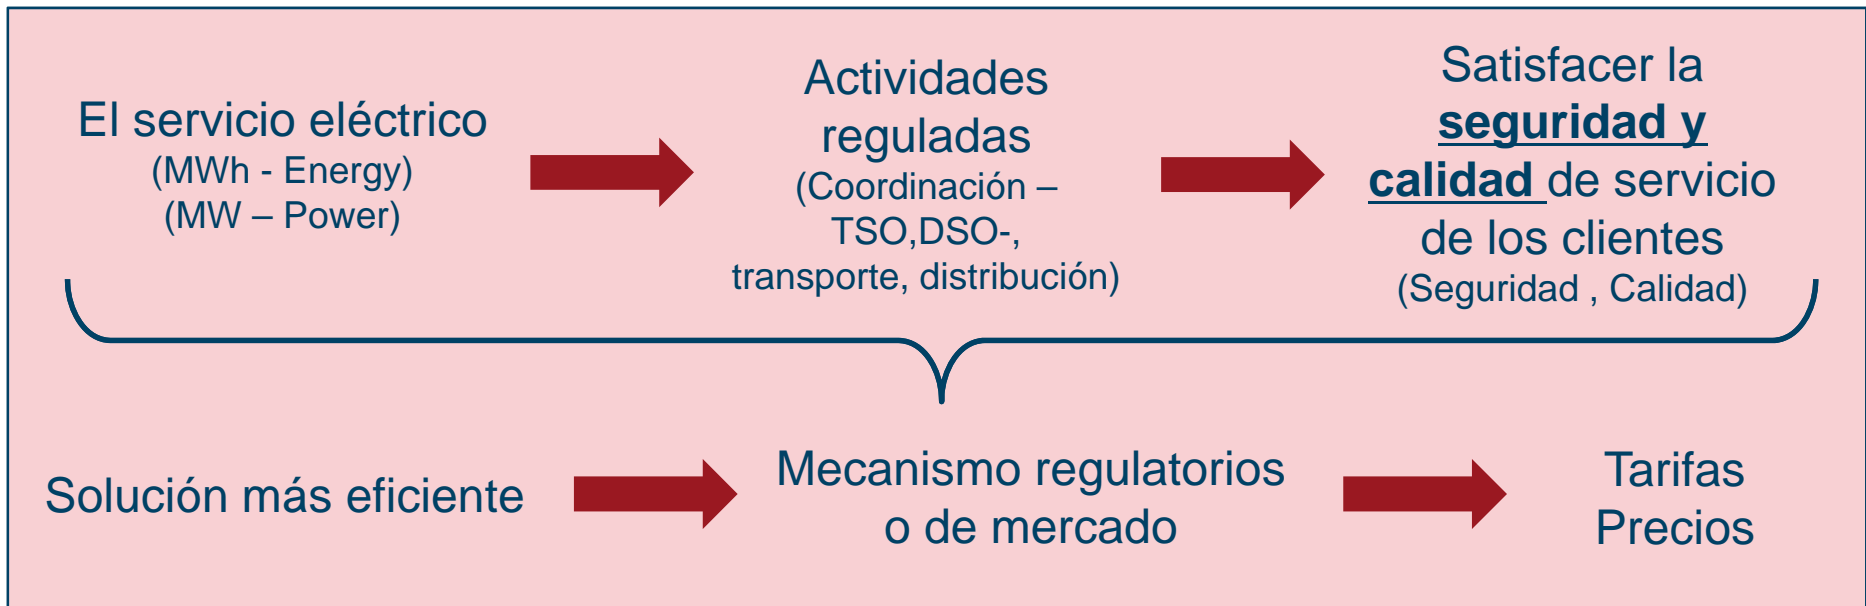 El servicio eléctrico
(MWh - Energy)
(MW – Power)
Actividades
reguladas
(Coordinación –
TSO,DSO-,
transporte, distribución)
Satisfacer la
seguridad y
calidad de servicio
de los clientes
(Seguridad , Calidad)
Solución más eficiente
Mecanismo regulatorios
o de mercado
Tarifas
Precios